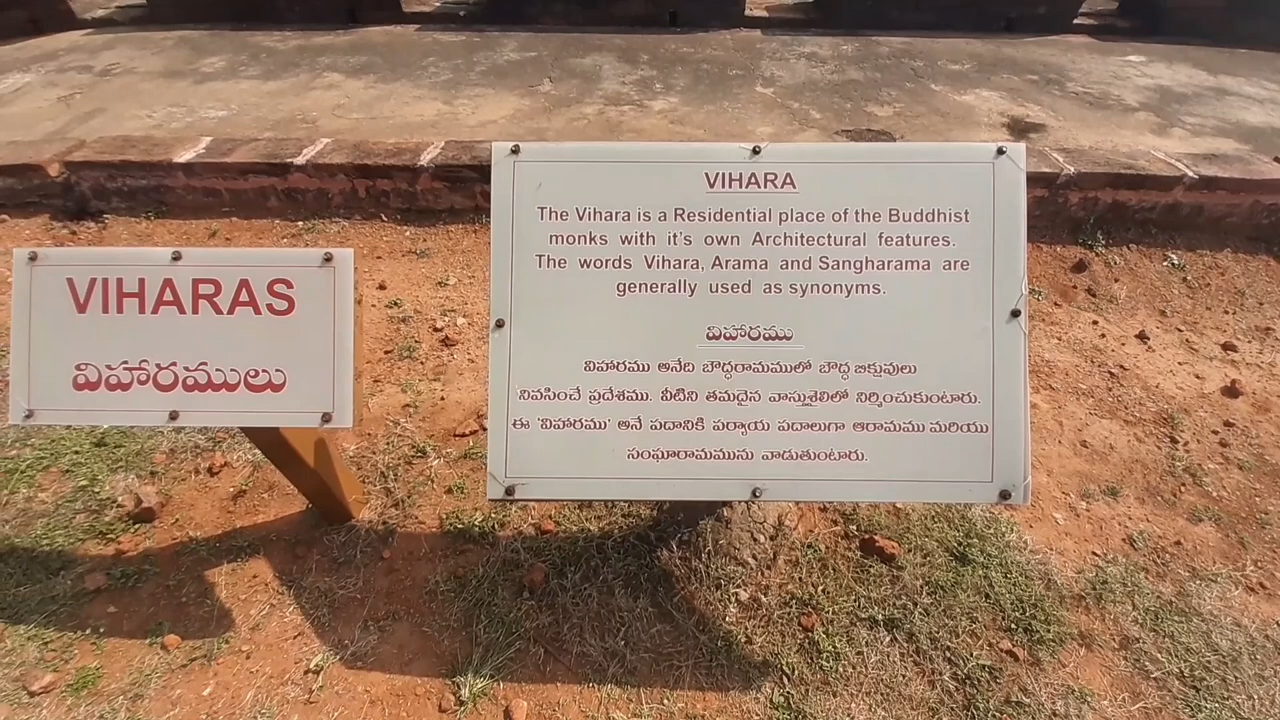 VIHARAS
విహారములు
VIHARA
The Vihara is a Residential place of the Buddhist
monks with it's own Architectural features.
The words Vihara, Arama and Sangharama are
generally used as synonyms.
విహారము
విహారము అనేది బౌద్ధరామములో బౌద్ధ బిక్షువులు
నివసించే ప్రదేశము. వీటిని తమదైన వాస్తుశైలిలో నిర్మించుకుంటారు.
ఈ 'విహారము' అనే పదానికి పర్యాయ పదాలుగా ఆరామము మరియు
సంఘారామమును వాడుతుంటారు.